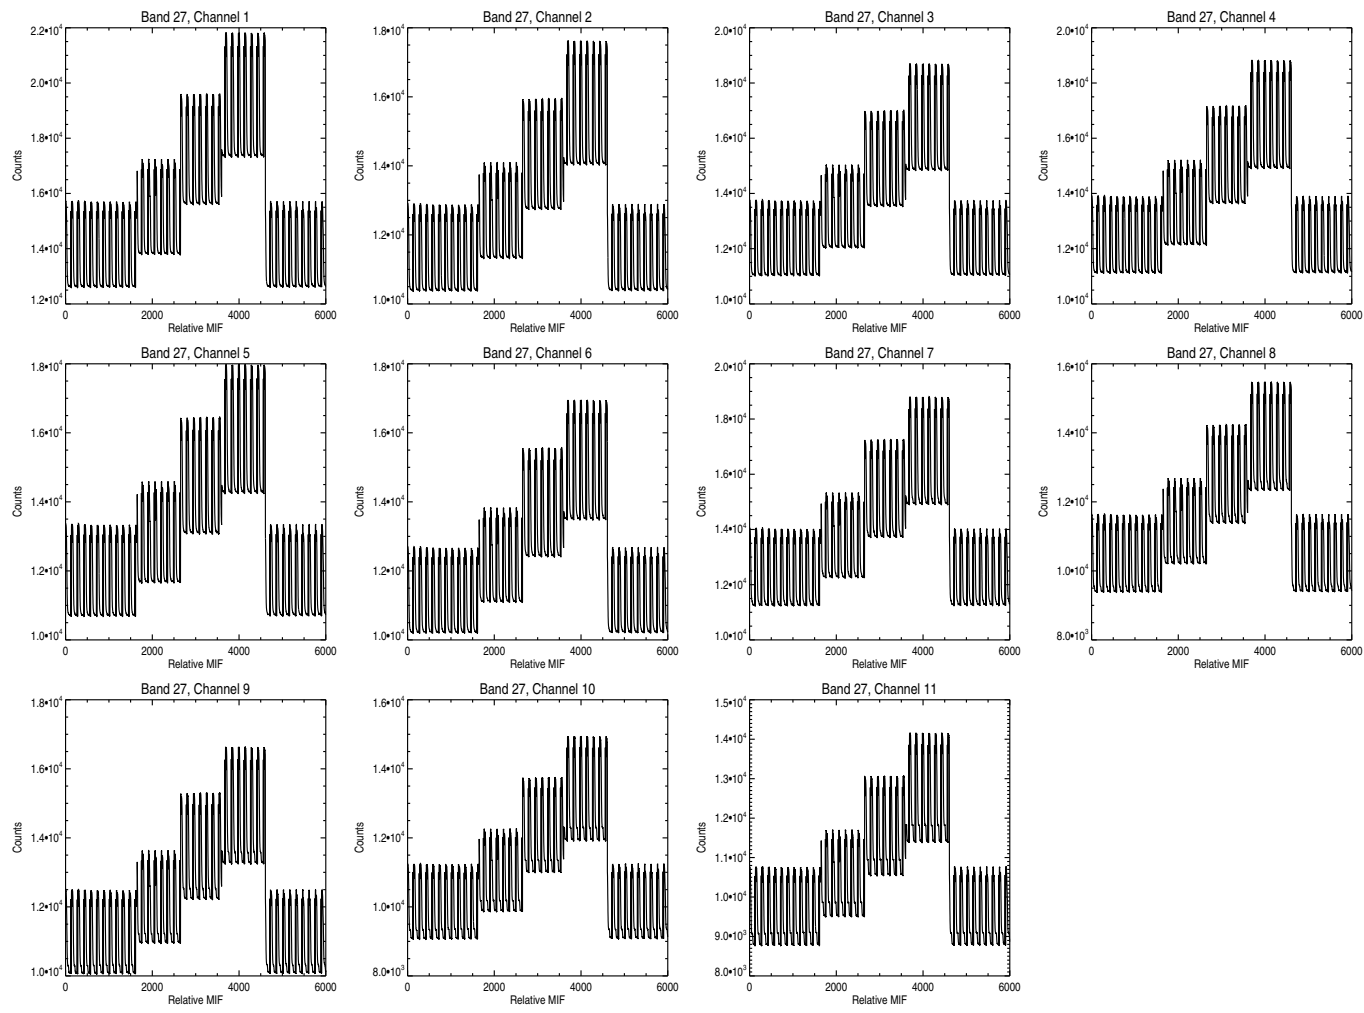 Band 27, Channel 1
Counts
2.2•10⁴
2.0•10⁴
1.8•10⁴
1.6•10⁴
1.4•10⁴
1.2•10⁴
0 2000 4000 6000
Relative MIF
Band 27, Channel 2
Counts
1.8•10⁴
1.6•10⁴
1.4•10⁴
1.2•10⁴
1.0•10⁴
0 2000 4000 6000
Relative MIF
Band 27, Channel 3
Counts
2.0•10⁴
1.8•10⁴
1.6•10⁴
1.4•10⁴
1.2•10⁴
1.0•10⁴
0 2000 4000 6000
Relative MIF
Band 27, Channel 4
Counts
2.0•10⁴
1.8•10⁴
1.6•10⁴
1.4•10⁴
1.2•10⁴
1.0•10⁴
0 2000 4000 6000
Relative MIF
Band 27, Channel 5
Counts
1.8•10⁴
1.6•10⁴
1.4•10⁴
1.2•10⁴
1.0•10⁴
0 2000 4000 6000
Relative MIF
Band 27, Channel 6
Counts
1.8•10⁴
1.6•10⁴
1.4•10⁴
1.2•10⁴
1.0•10⁴
0 2000 4000 6000
Relative MIF
Band 27, Channel 7
Counts
2.0•10⁴
1.8•10⁴
1.6•10⁴
1.4•10⁴
1.2•10⁴
1.0•10⁴
0 2000 4000 6000
Relative MIF
Band 27, Channel 8
Counts
1.6•10⁴
1.4•10⁴
1.2•10⁴
1.0•10⁴
8.0•10³
0 2000 4000 6000
Relative MIF
Band 27, Channel 9
Counts
1.8•10⁴
1.6•10⁴
1.4•10⁴
1.2•10⁴
1.0•10⁴
0 2000 4000 6000
Relative MIF
Band 27, Channel 10
Counts
1.6•10⁴
1.4•10⁴
1.2•10⁴
1.0•10⁴
8.0•10³
0 2000 4000 6000
Relative MIF
Band 27, Channel 11
Counts
1.5•10⁴
1.4•10⁴
1.3•10⁴
1.2•10⁴
1.1•10⁴
1.0•10⁴
9.0•10³
8.0•10³
0 2000 4000 6000
Relative MIF